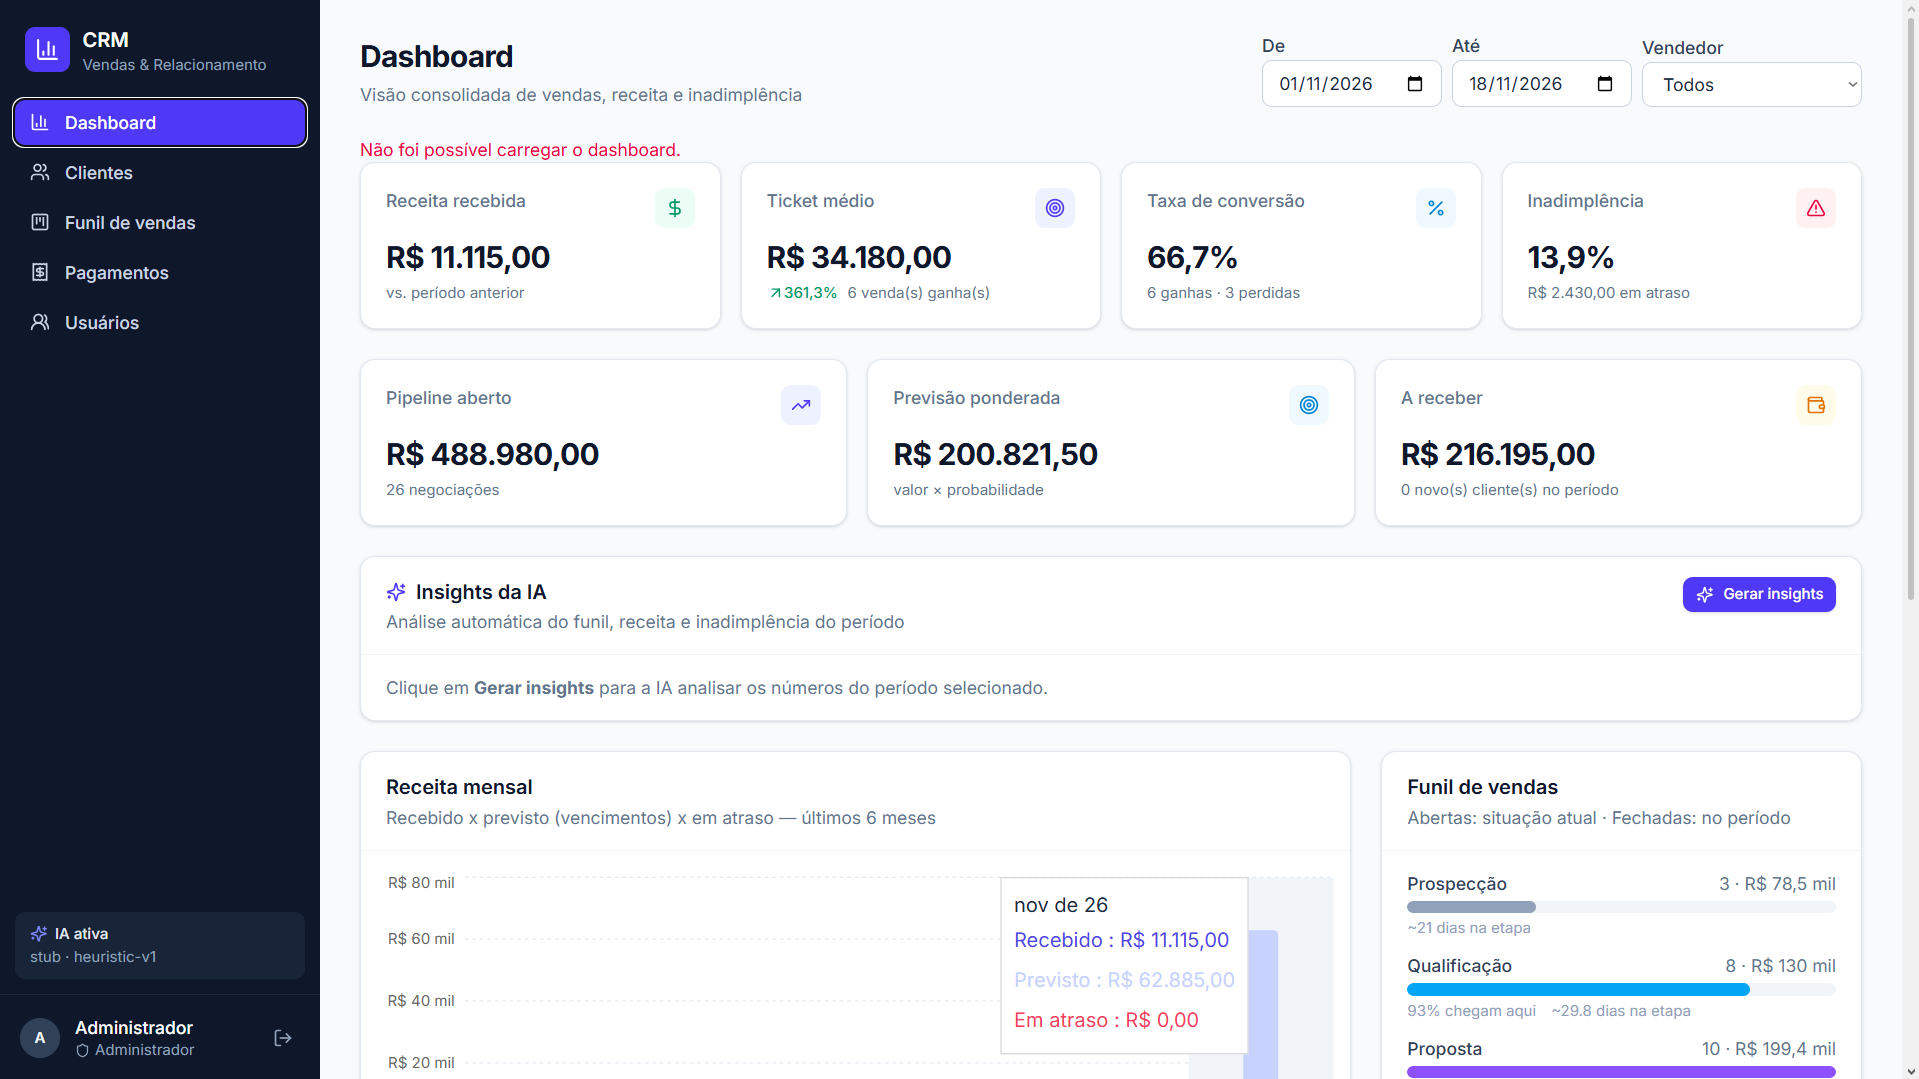 CRM
Vendas & Relacionamento
Dashboard
Clientes
Funil de vendas
Pagamentos
Usuários
IA ativa
stub · heuristic-v1
A
Administrador
Administrador
Dashboard
Visão consolidada de vendas, receita e inadimplência
De
01/11/2026
Até
18/11/2026
Vendedor
Todos
Não foi possível carregar o dashboard.
Receita recebida
R$ 11.115,00
vs. período anterior
Ticket médio
R$ 34.180,00
361,3% 6 venda(s) ganha(s)
Taxa de conversão
66,7%
6 ganhas · 3 perdidas
Inadimplência
13,9%
R$ 2.430,00 em atraso
Pipeline aberto
R$ 488.980,00
26 negociações
Previsão ponderada
R$ 200.821,50
valor × probabilidade
A receber
R$ 216.195,00
0 novo(s) cliente(s) no período
Insights da IA
Análise automática do funil, receita e inadimplência do período
Gerar insights
Clique em Gerar insights para a IA analisar os números do período selecionado.
Receita mensal
Recebido x previsto (vencimentos) x em atraso — últimos 6 meses
R$ 80 mil
R$ 60 mil
R$ 40 mil
R$ 20 mil
nov de 26
Recebido : R$ 11.115,00
Previsto : R$ 62.885,00
Em atraso : R$ 0,00
Funil de vendas
Abertas: situação atual · Fechadas: no período
Prospecção
3 · R$ 78,5 mil
~21 dias na etapa
Qualificação
8 · R$ 130 mil
93% chegam aqui ~29.8 dias na etapa
Proposta
10 · R$ 199,4 mil